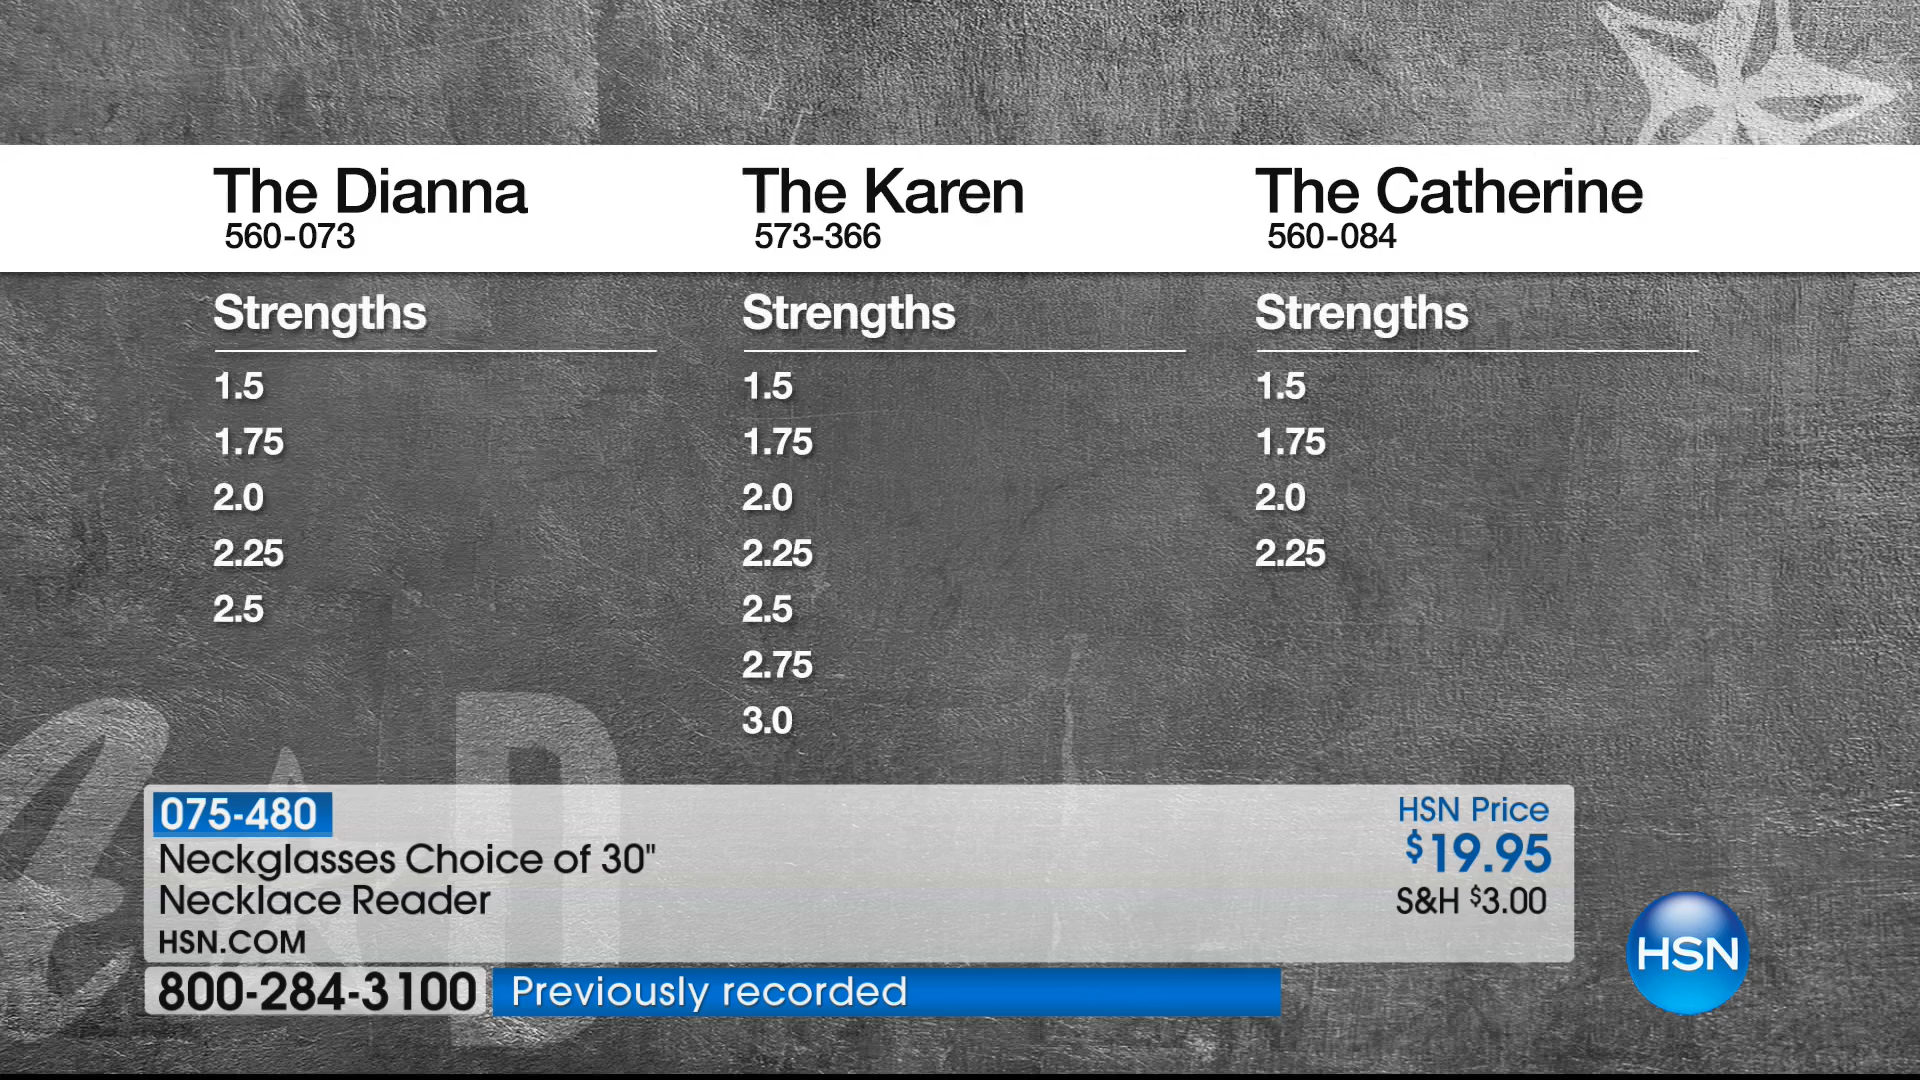 The Dianna
560-073
The Karen
573-366
The Catherine
560-084
Strengths
1.5
1.75
2.0
2.25
2.5
Strengths
1.5
1.75
2.0
2.25
2.5
2.75
3.0
Strengths
1.5
1.75
2.0
2.25
075-480
Neckglasses Choice of 30"
Necklace Reader
HSN.COM
HSN Price
$19.95
S&H $3.00
800-284-3100
Previously recorded
HSN